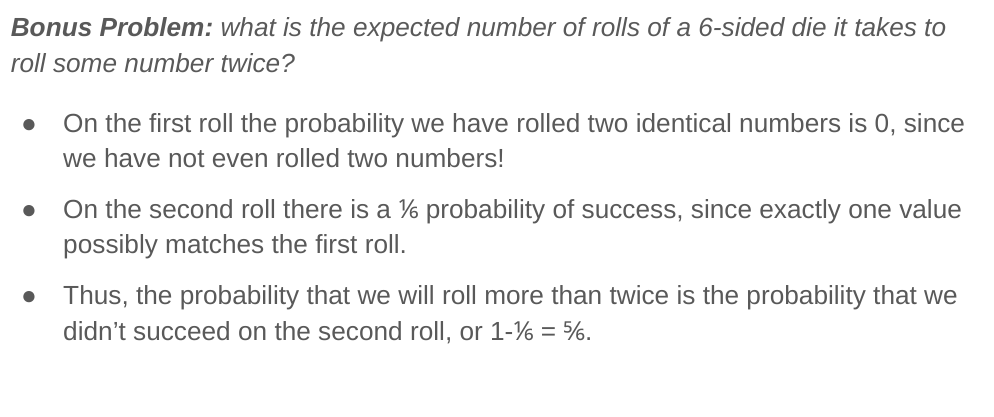 Bonus Problem: what is the expected number of rolls of a 6-sided die it takes to
roll some number twice?
● On the first roll the probability we have rolled two identical numbers is 0, since
we have not even rolled two numbers!
● On the second roll there is a ⅙ probability of success, since exactly one value
possibly matches the first roll.
● Thus, the probability that we will roll more than twice is the probability that we
didn’t succeed on the second roll, or 1-⅙ = ⅚.